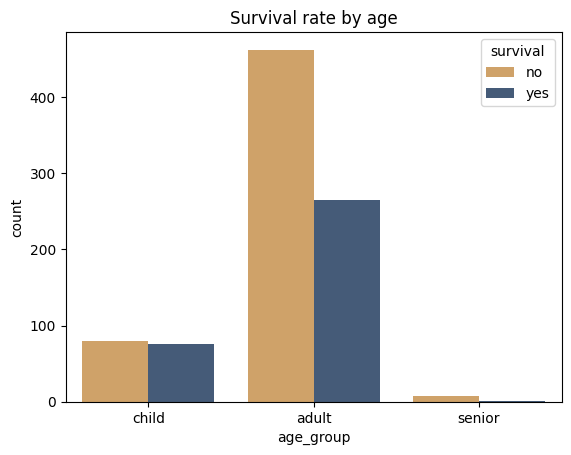 Survival rate by age
survival
no
yes
count
400
300
200
100
0
child
adult
senior
age_group